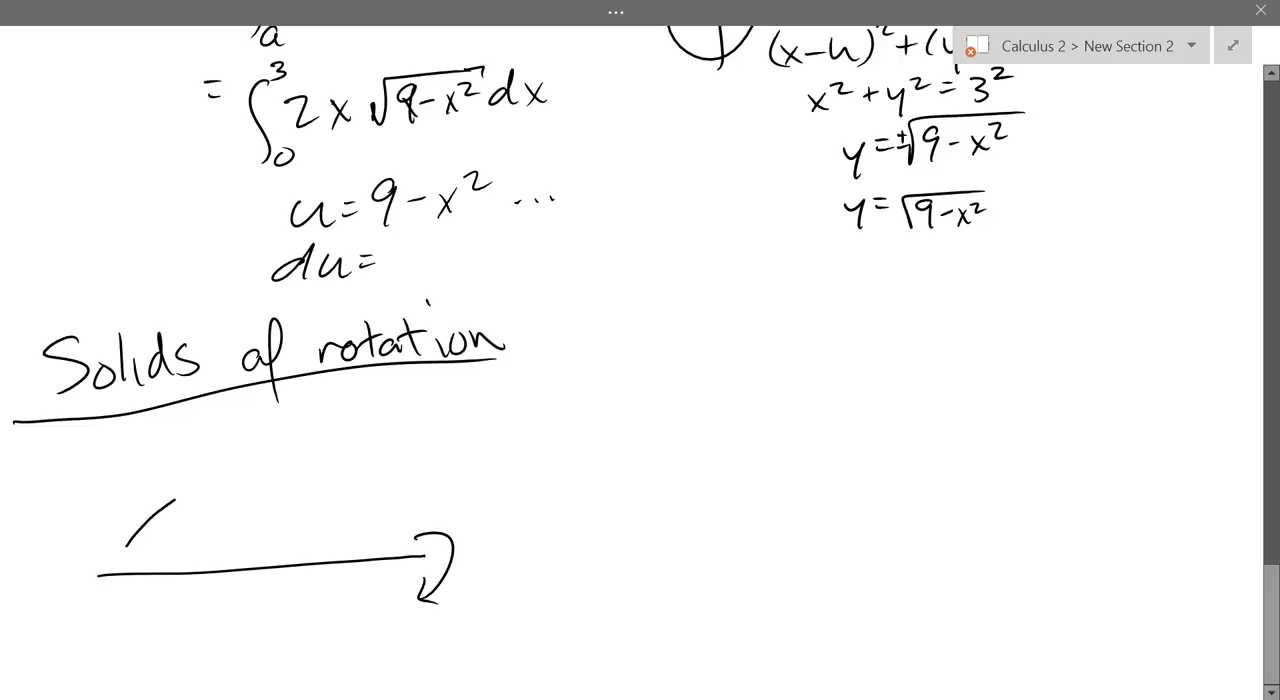 ...
Calculus 2 > New Section 2
a
= ∫₀³ 2x √(9-x²) dx
u = 9-x² ...
du =
(x-h)² + (y
x² + y² = 3²
y = ±√(9-x²)
y = √(9-x²)
Solids of rotation